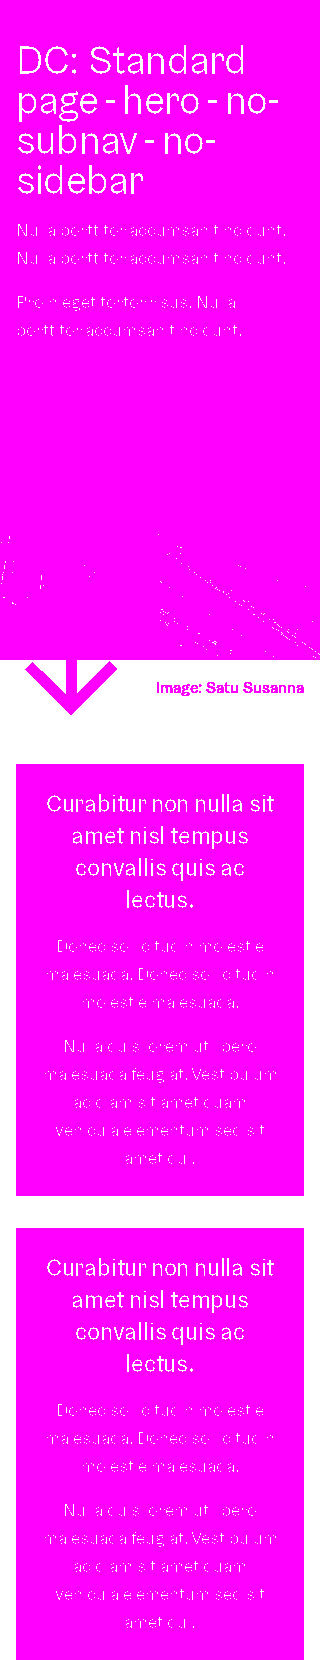 DC: Standard
page - hero - no-
subnav - no-
sidebar
Nulla porttitor accumsan tincidunt.
Nulla porttitor accumsan tincidunt.
Proin eget tortor risus. Nulla
porttitor accumsan tincidunt.
Image: Satu Susanna
Curabitur non nulla sit
amet nisl tempus
convallis quis ac
lectus.
Donec sollicitudin molestie
malesuada. Donec sollicitudin
molestie malesuada.
Nulla quis lorem ut libero
malesuada feugiat. Vestibulum
ac diam sit amet quam
vehicula elementum sed sit
amet dui.
Curabitur non nulla sit
amet nisl tempus
convallis quis ac
lectus.
Donec sollicitudin molestie
malesuada. Donec sollicitudin
molestie malesuada.
Nulla quis lorem ut libero
malesuada feugiat. Vestibulum
ac diam sit amet quam
vehicula elementum sed sit
amet dui.